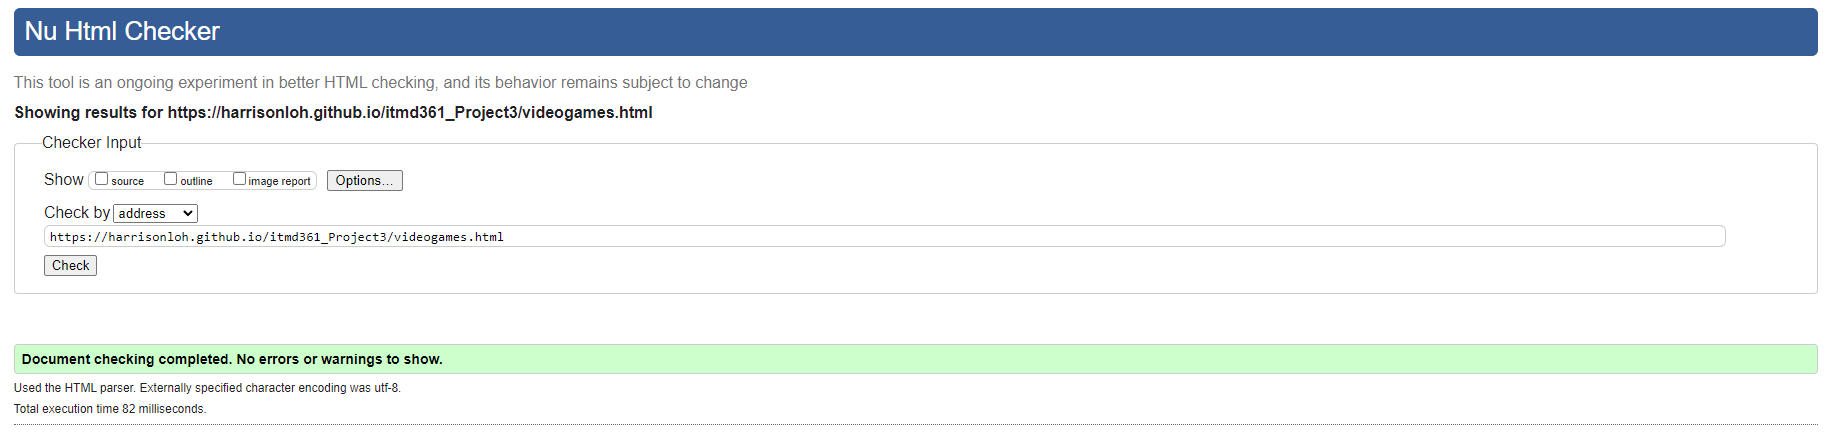 Nu Html Checker
This tool is an ongoing experiment in better HTML checking, and its behavior remains subject to change
Showing results for https://harrisonloh.github.io/itmd361_Project3/videogames.html
Checker Input
Show source outline image report Options...
Check by address
https://harrisonloh.github.io/itmd361_Project3/videogames.html
Check
Document checking completed. No errors or warnings to show.
Used the HTML parser. Externally specified character encoding was utf-8.
Total execution time 82 milliseconds.